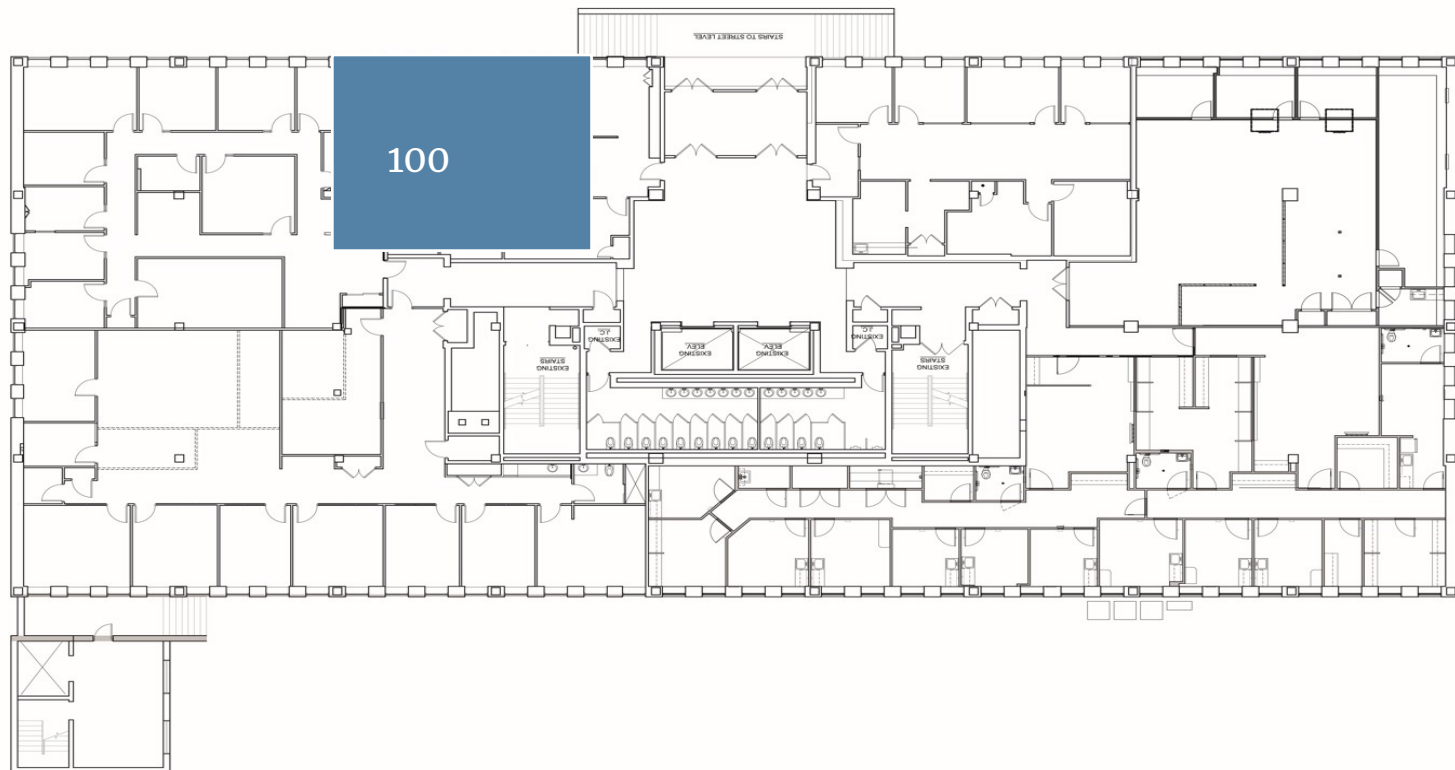 STAIRS TO STREET LEVEL
100
EXISTING
J.C.
EXISTING
ELEV.
EXISTING
ELEV.
EXISTING
J.C.
EXISTING
STAIRS
EXISTING
STAIRS